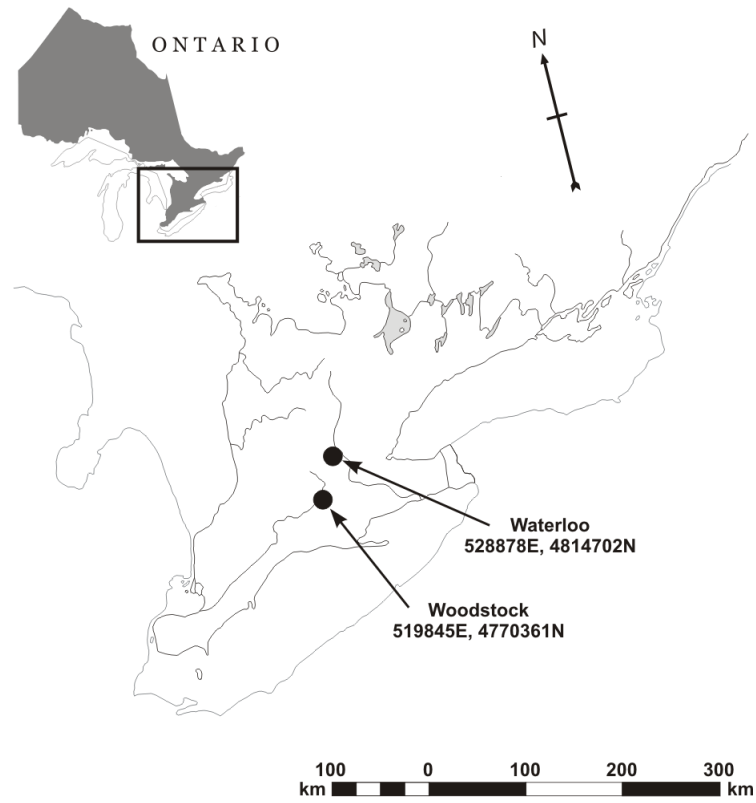 ONTARIO
N
Waterloo
528878E, 4814702N
Woodstock
519845E, 4770361N
100 0 100 200 300
km km